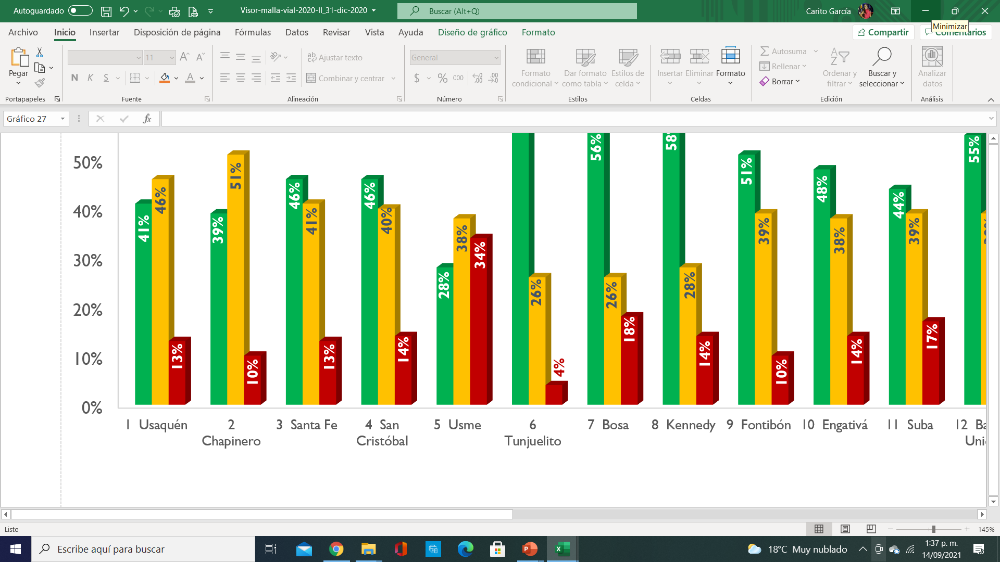 Autoguardado
Visor-malla-vial-2020-II_31-dic-2020
Buscar (Alt+Q)
Carito García
Minimizar
Archivo Inicio Insertar Disposición de página Fórmulas Datos Revisar Vista Ayuda Diseño de gráfico Formato
Compartir
Comentarios
Pegar
11
N K S
A
Ajustar texto
Combinar y centrar
General
$ % 000
Formato condicional
Dar formato como tabla
Estilos de celda
Insertar
Eliminar
Formato
Autosuma
Rellenar
Borrar
Ordenar y filtrar
Buscar y seleccionar
Analizar datos
Portapapeles
Fuente
Alineación
Número
Estilos
Celdas
Edición
Análisis
Gráfico 27
fx
50%
40%
30%
20%
10%
0%
41% 46% 13%
39% 51% 10%
46% 41% 13%
46% 40% 14%
28% 38% 34%
26% 4%
56% 26% 18%
58 28% 14%
51% 39% 10%
48% 38% 14%
44% 39% 17%
55%
1 Usaquén
2 Chapinero
3 Santa Fe
4 San Cristóbal
5 Usme
6 Tunjuelito
7 Bosa
8 Kennedy
9 Fontibón
10 Engativá
11 Suba
12
Listo
145%
Escribe aquí para buscar
18°C Muy nublado
1:37 p. m.
14/09/2021